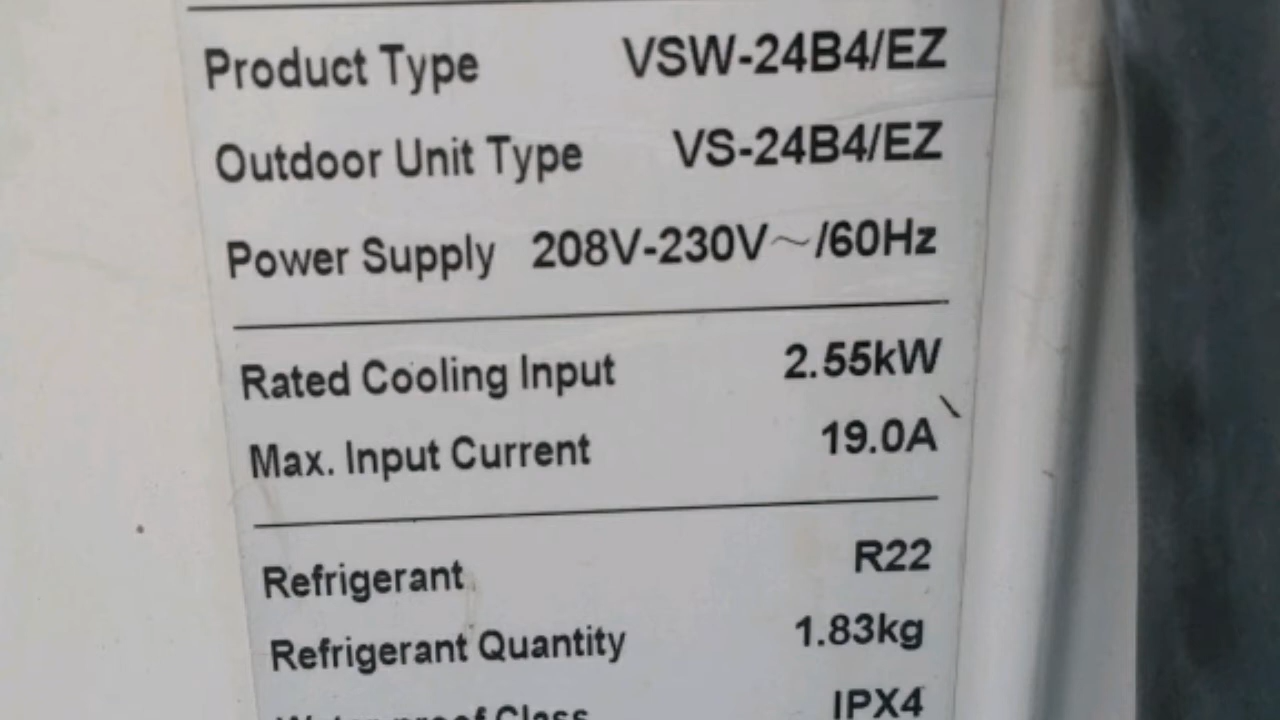 Product Type VSW-24B4/EZ
Outdoor Unit Type VS-24B4/EZ
Power Supply 208V-230V～/60Hz
Rated Cooling Input 2.55kW
Max. Input Current 19.0A
Refrigerant R22
Refrigerant Quantity 1.83kg
Water-proof Class IPX4